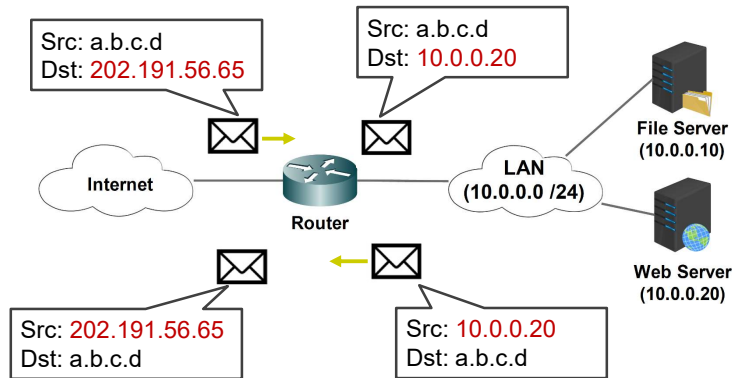 Src: a.b.c.d
Dst: 202.191.56.65
Src: a.b.c.d
Dst: 10.0.0.20
File Server
(10.0.0.10)
Internet
LAN
(10.0.0.0 /24)
Router
Web Server
(10.0.0.20)
Src: 202.191.56.65
Dst: a.b.c.d
Src: 10.0.0.20
Dst: a.b.c.d